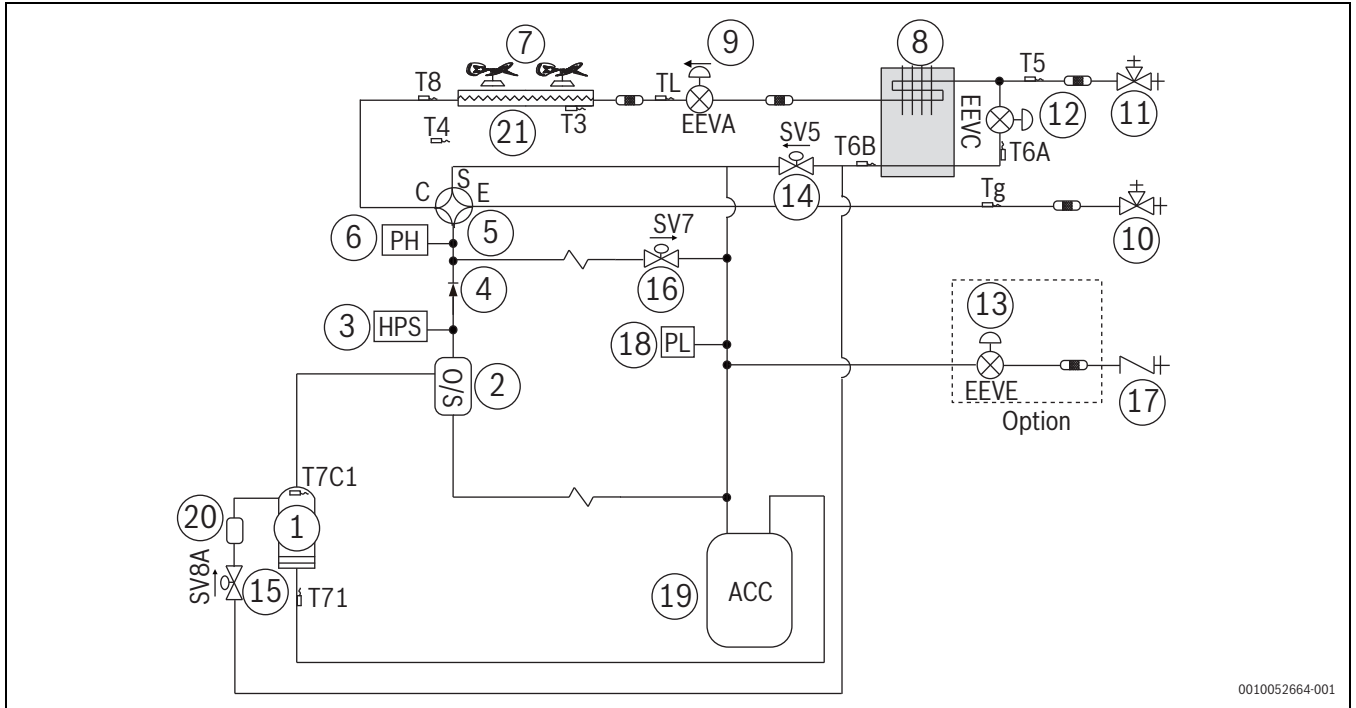 7
9
8
T8
TL
T5
T4
21
T3
EEVA
EEVC
12
11
SV5
T6B
T6A
C
S
E
14
Tg
6
PH
5
SV7
10
4
16
3
HPS
18
PL
13
O/S
2
EEVE
17
Option
T7C1
20
1
SV8A
15
T71
19
ACC
0010052664-001